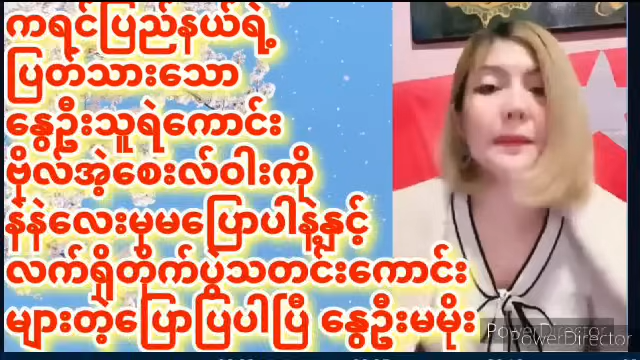 ကရင်ပြည်နယ်ရဲ့
ပြတ်သားသော
နွေဦးသူရဲကောင်း
ဗိုလ်အဲ့စေးလ်ဝါးကို
နဲနဲလေးမှမပြောပါနဲ့နှင့်
လက်ရှိတိုက်ပွဲသတင်းကောင်း
များတဲ့ပြောပြပါပြီ နွေဦးမမိုး
PowerDirector
PowerDirector